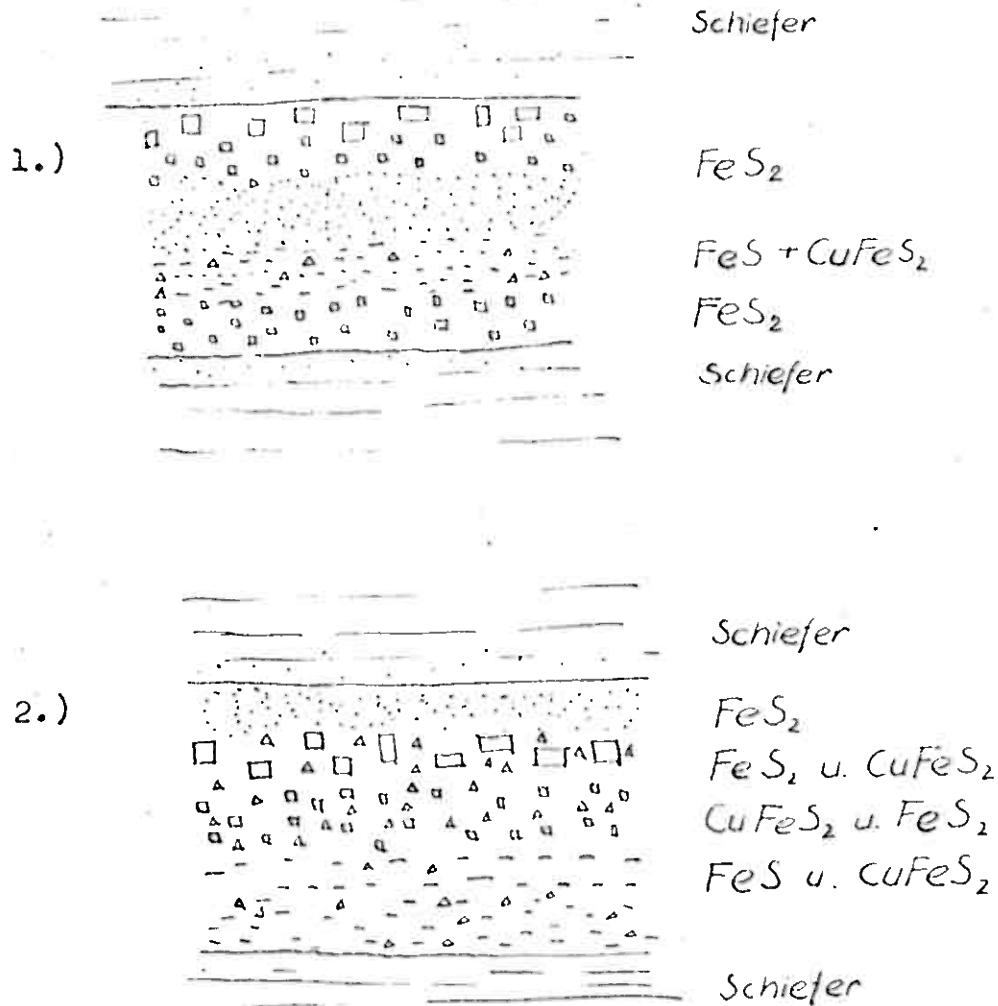 Schiefer
1.)
FeS₂
FeS + CuFeS₂
FeS₂
Schiefer
Schiefer
2.)
FeS₂
FeS₂ u. CuFeS₂
CuFeS₂ u. FeS₂
FeS u. CuFeS₂
Schiefer